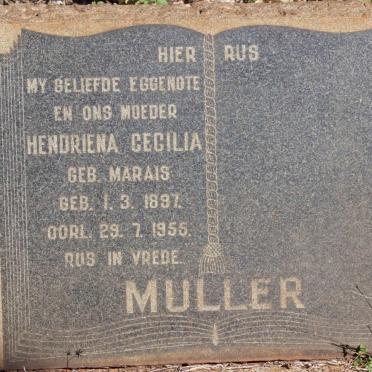 HIER RUS
MY GELIEFDE EGGENOTE
EN ONS MOEDER
HENDRIENA CECILIA
GEB. MARAIS
GEB. 1. 3. 1897.
OORL. 29. 7. 1956.
RUS IN VREDE.
MULLER